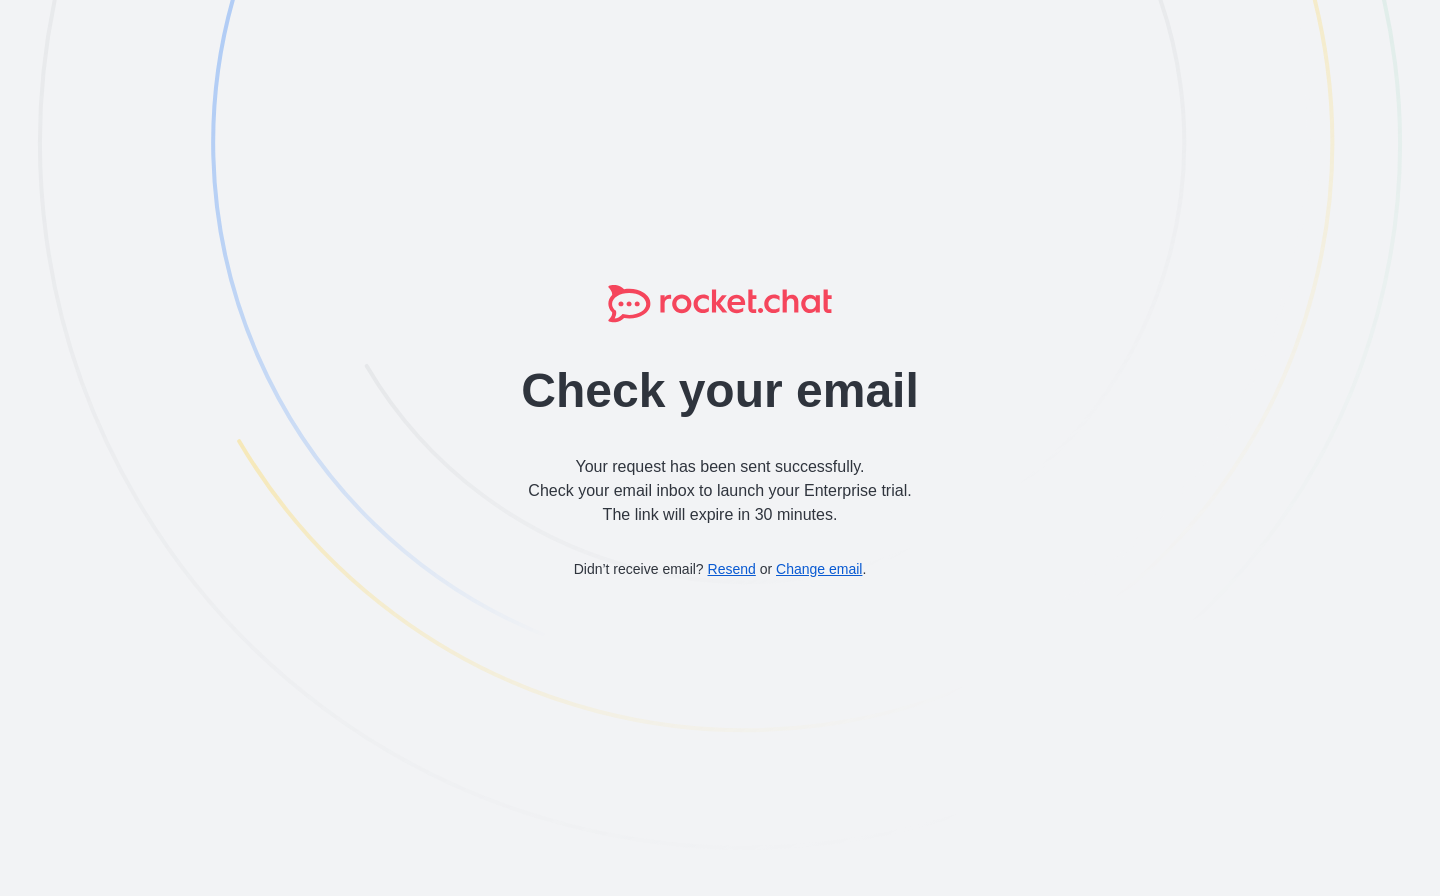 rocket.chat
Check your email
Your request has been sent successfully.
Check your email inbox to launch your Enterprise trial.
The link will expire in 30 minutes.
Didn’t receive email? Resend or Change email.